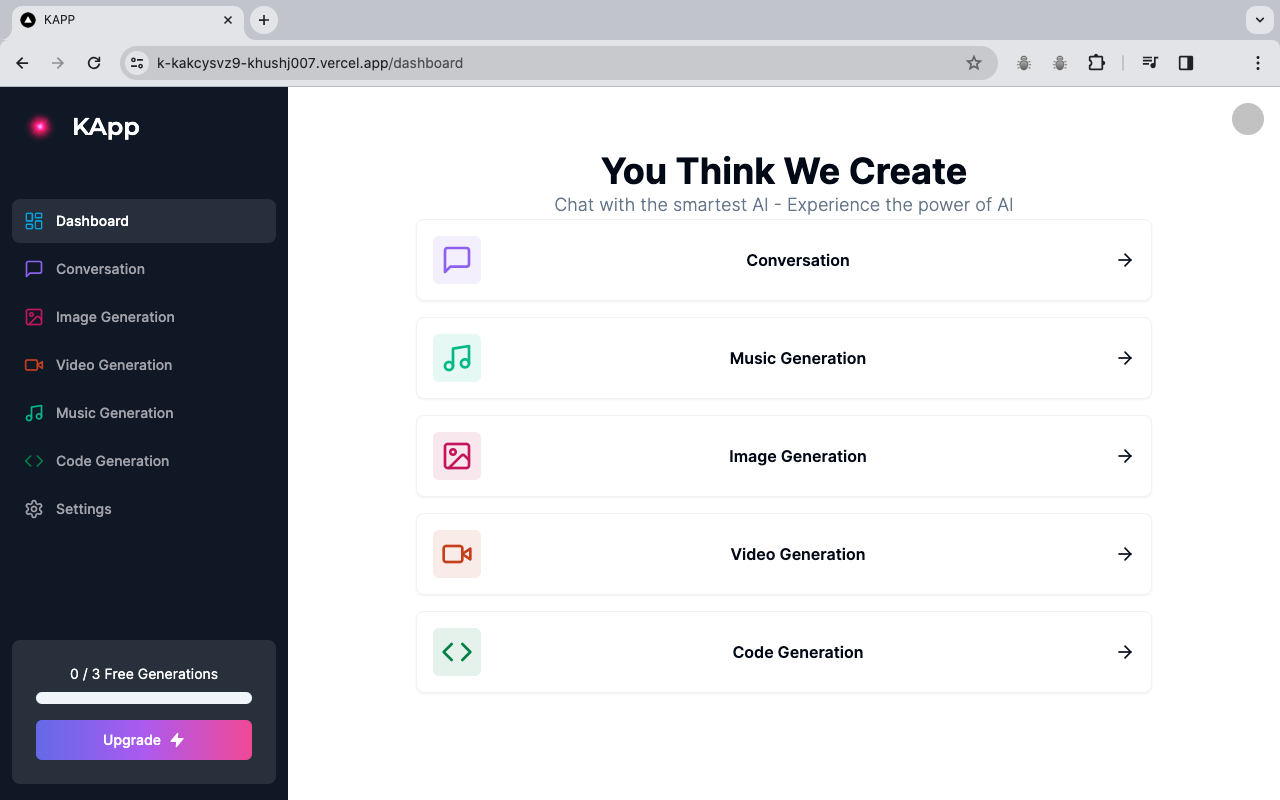 KAPP
k-kakcysvz9-khushj007.vercel.app/dashboard
KApp
Dashboard
Conversation
Image Generation
Video Generation
Music Generation
Code Generation
Settings
0 / 3 Free Generations
Upgrade
You Think We Create
Chat with the smartest AI - Experience the power of AI
Conversation
Music Generation
Image Generation
Video Generation
Code Generation